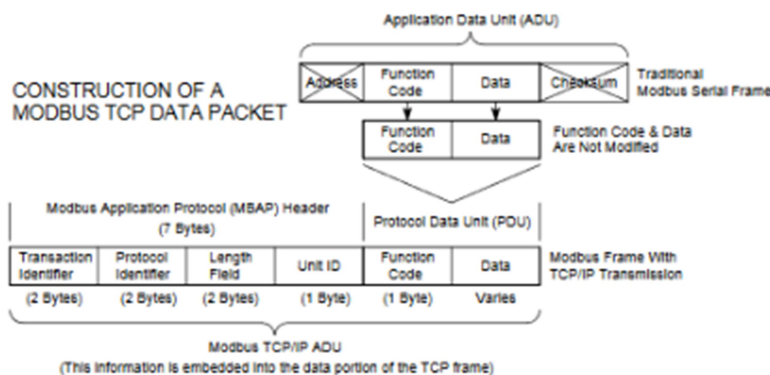 Application Data Unit (ADU)
CONSTRUCTION OF A
MODBUS TCP DATA PACKET
Address
Function
Code
Data
Checksum
Traditional
Modbus Serial Frame
Function
Code
Data
Function Code & Data
Are Not Modified
Modbus Application Protocol (MBAP) Header
(7 Bytes)
Protocol Data Unit (PDU)
Transaction
Identifier
Protocol
Identifier
Length
Field
Unit ID
Function
Code
Data
Modbus Frame With
TCP/IP Transmission
(2 Bytes)
(2 Bytes)
(2 Bytes)
(1 Byte)
(1 Byte)
Varies
Modbus TCP/IP ADU
(This information is embedded into the data portion of the TCP frame)